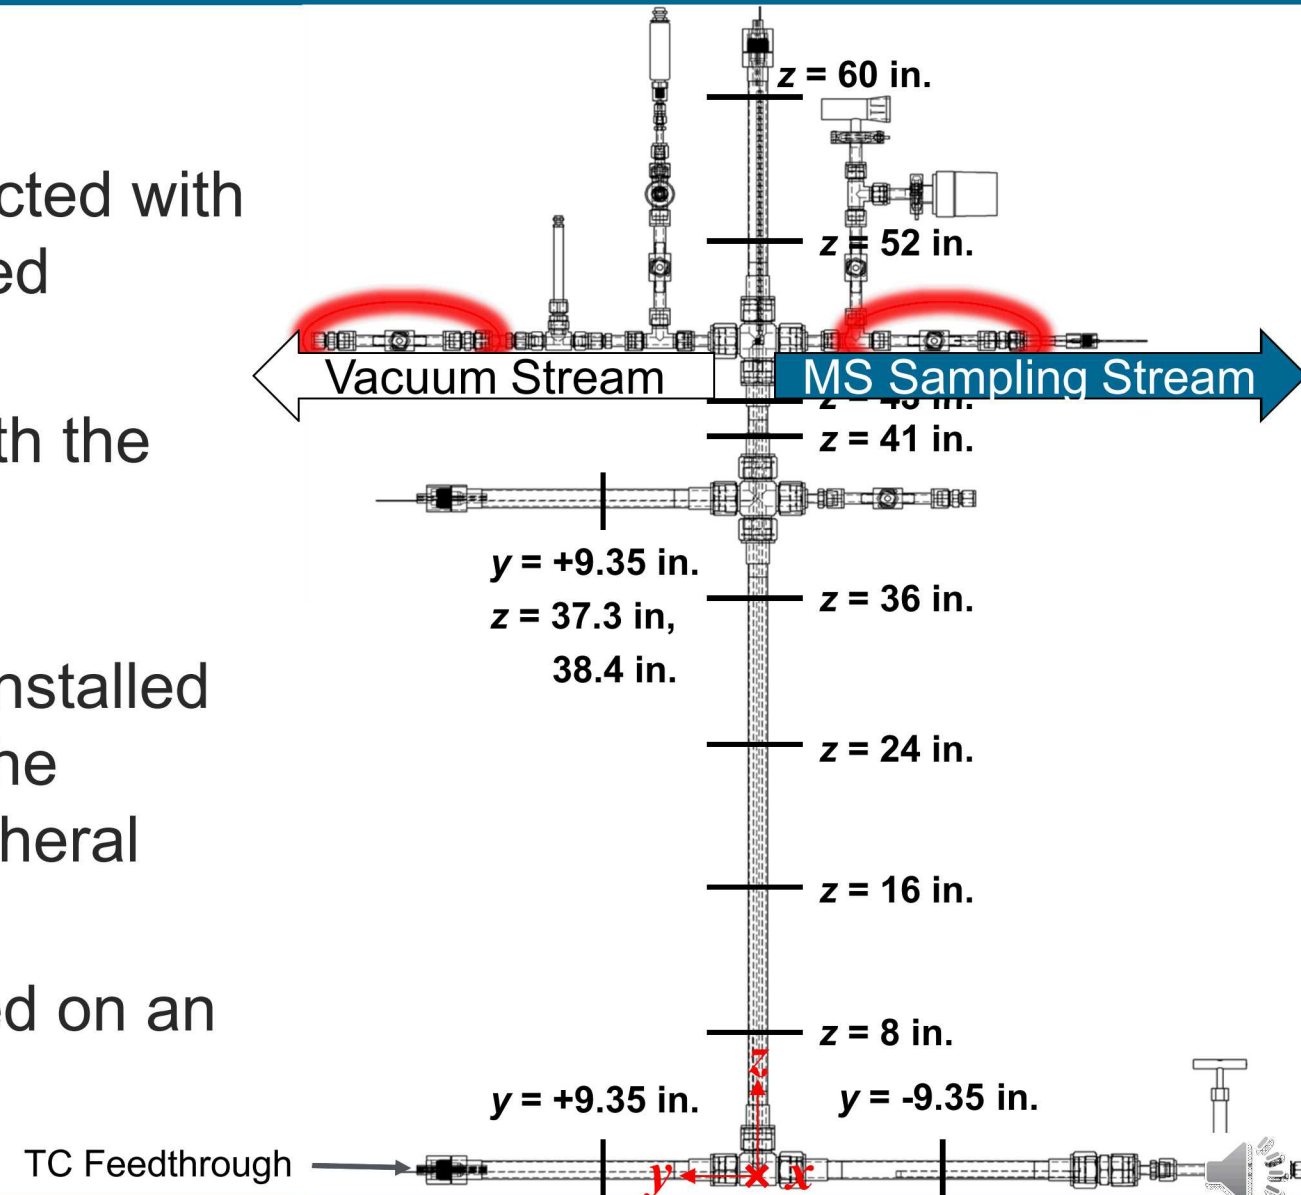 cted with
ed
th the
nstalled
he
heral
ed on an
z = 60 in.
z = 52 in.
Vacuum Stream
MS Sampling Stream
z = 41 in.
y = +9.35 in.
z = 37.3 in,
38.4 in.
z = 36 in.
z = 24 in.
z = 16 in.
z = 8 in.
z
y = +9.35 in.
y = -9.35 in.
TC Feedthrough
y
x